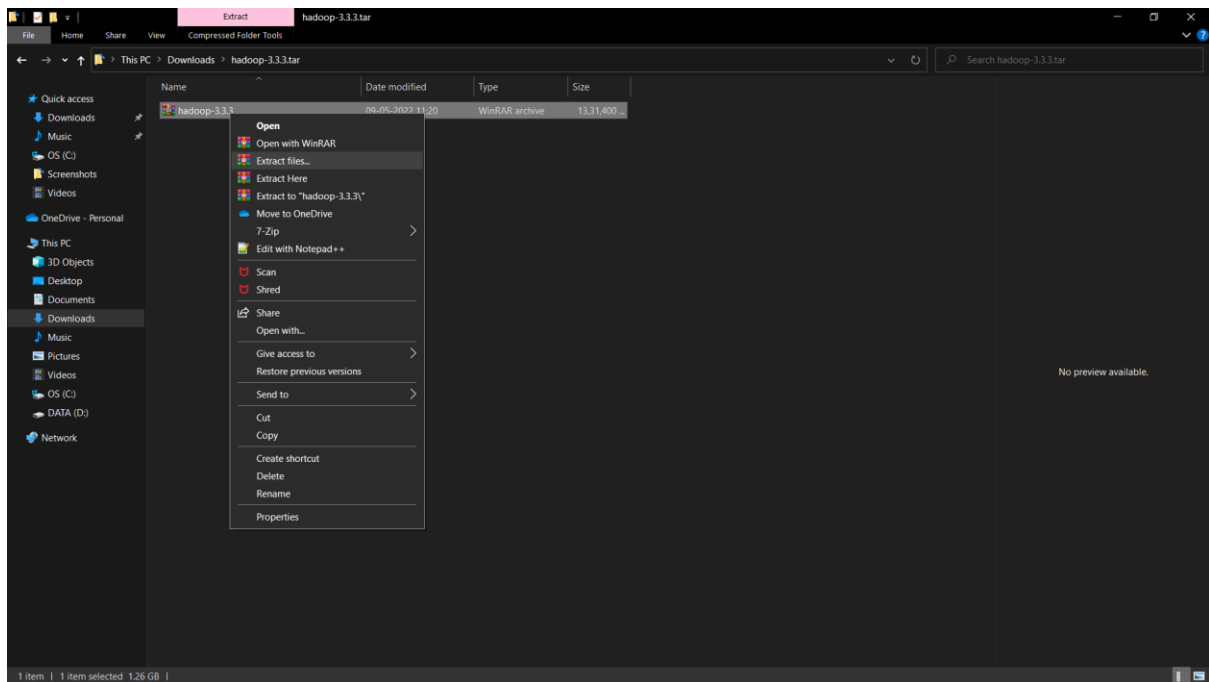 Extract
hadoop-3.3.3.tar
File Home Share View Compressed Folder Tools
This PC > Downloads > hadoop-3.3.3.tar
Search hadoop-3.3.3.tar
Name Date modified Type Size
hadoop-3.3.3 09-05-2022 11:20 WinRAR archive 13,31,400 ...
Quick access
Downloads
Music
OS (C:)
Screenshots
Videos
OneDrive - Personal
This PC
3D Objects
Desktop
Documents
Downloads
Music
Pictures
Videos
OS (C:)
DATA (D:)
Network
Open
Open with WinRAR
Extract files...
Extract Here
Extract to "hadoop-3.3.3\"
Move to OneDrive
7-Zip
Edit with Notepad++
Scan
Shred
Share
Open with...
Give access to
Restore previous versions
Send to
Cut
Copy
Create shortcut
Delete
Rename
Properties
No preview available.
1 item | 1 item selected 1.26 GB |